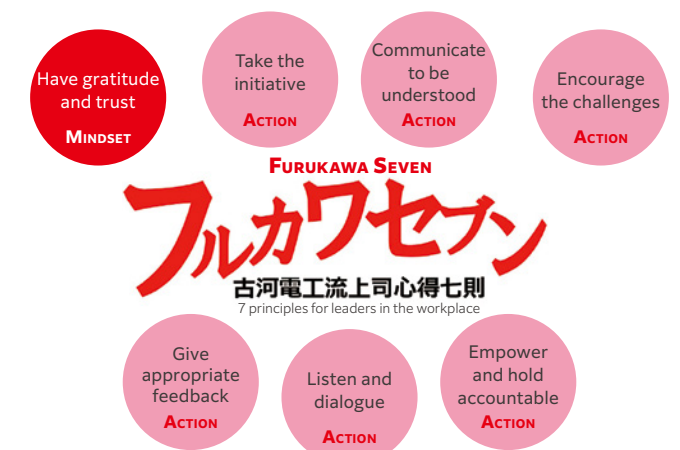 Have gratitude
and trust
MINDSET
Take the
initiative
ACTION
Communicate
to be
understood
ACTION
Encourage
the challenges
ACTION
FURUKAWA SEVEN
フルカワセブン
古河電工流上司心得七則
7 principles for leaders in the workplace
Give
appropriate
feedback
ACTION
Listen and
dialogue
ACTION
Empower
and hold
accountable
ACTION